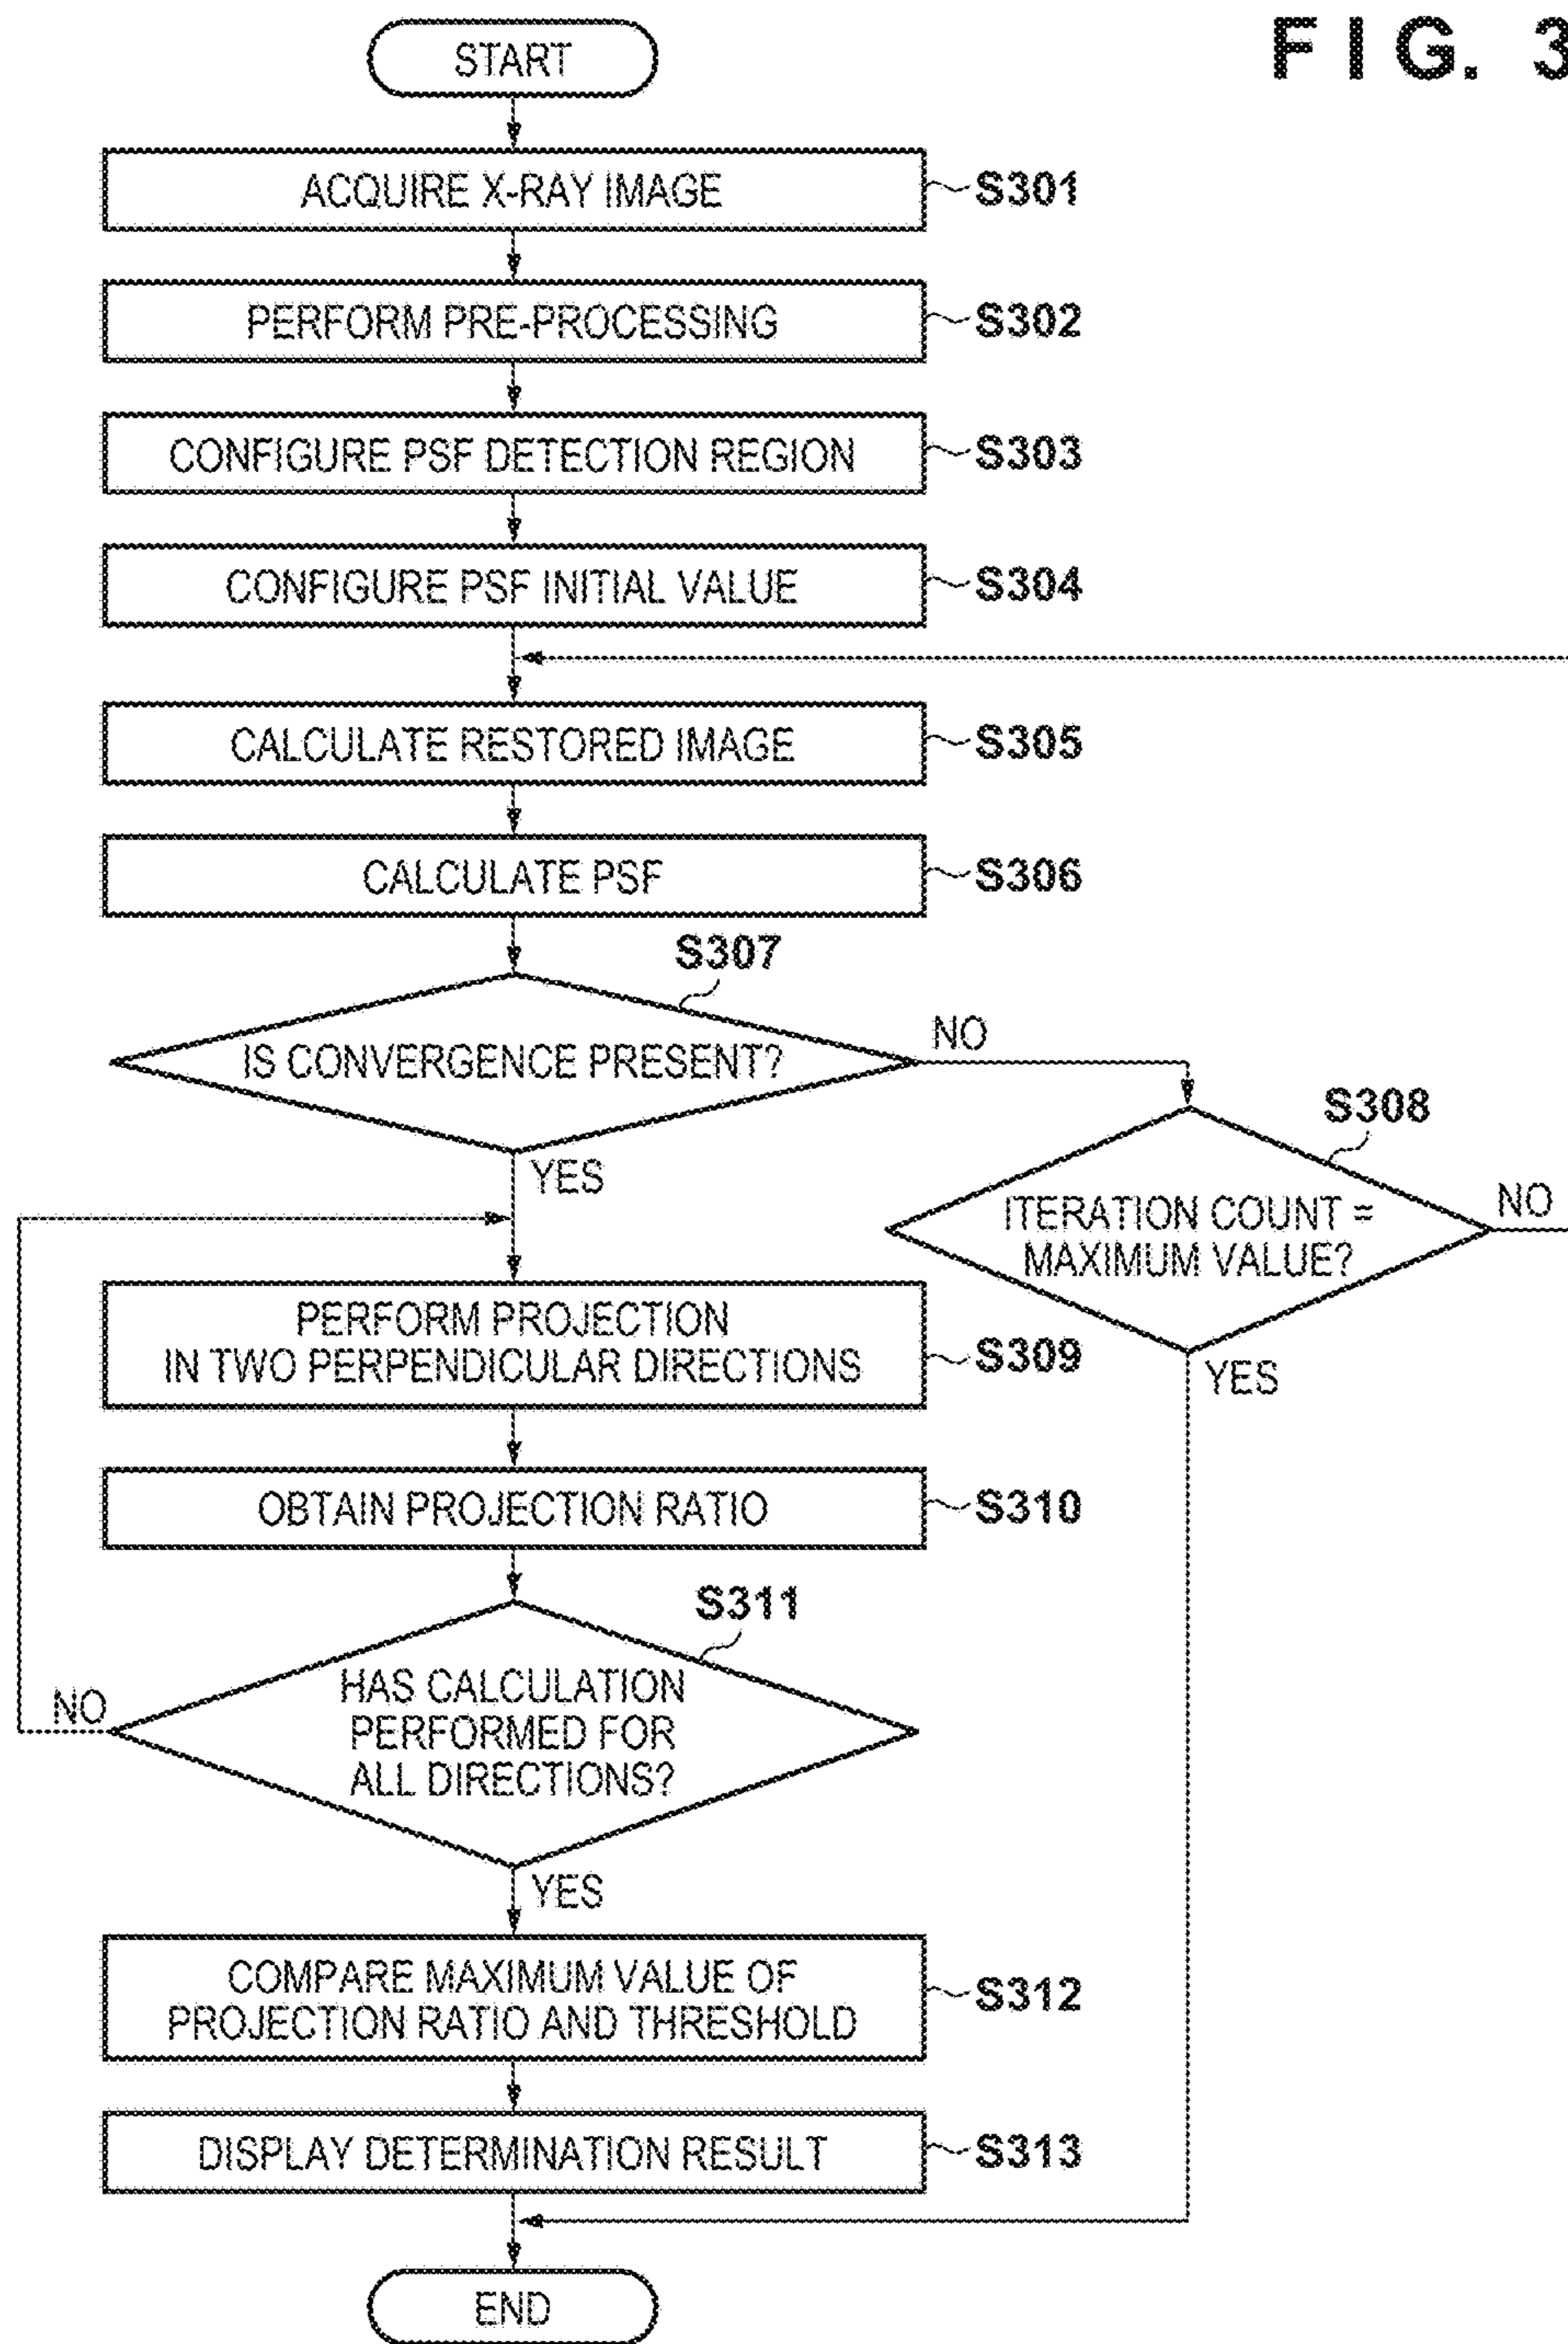 FIG. 3
START
ACQUIRE X-RAY IMAGE
S301
PERFORM PRE-PROCESSING
S302
CONFIGURE PSF DETECTION REGION
S303
CONFIGURE PSF INITIAL VALUE
S304
CALCULATE RESTORED IMAGE
S305
CALCULATE PSF
S306
S307
IS CONVERGENCE PRESENT?
NO
YES
S308
ITERATION COUNT =
MAXIMUM VALUE?
NO
YES
PERFORM PROJECTION
IN TWO PERPENDICULAR DIRECTIONS
S309
OBTAIN PROJECTION RATIO
S310
S311
HAS CALCULATION
PERFORMED FOR
ALL DIRECTIONS?
NO
YES
COMPARE MAXIMUM VALUE OF
PROJECTION RATIO AND THRESHOLD
S312
DISPLAY DETERMINATION RESULT
S313
END